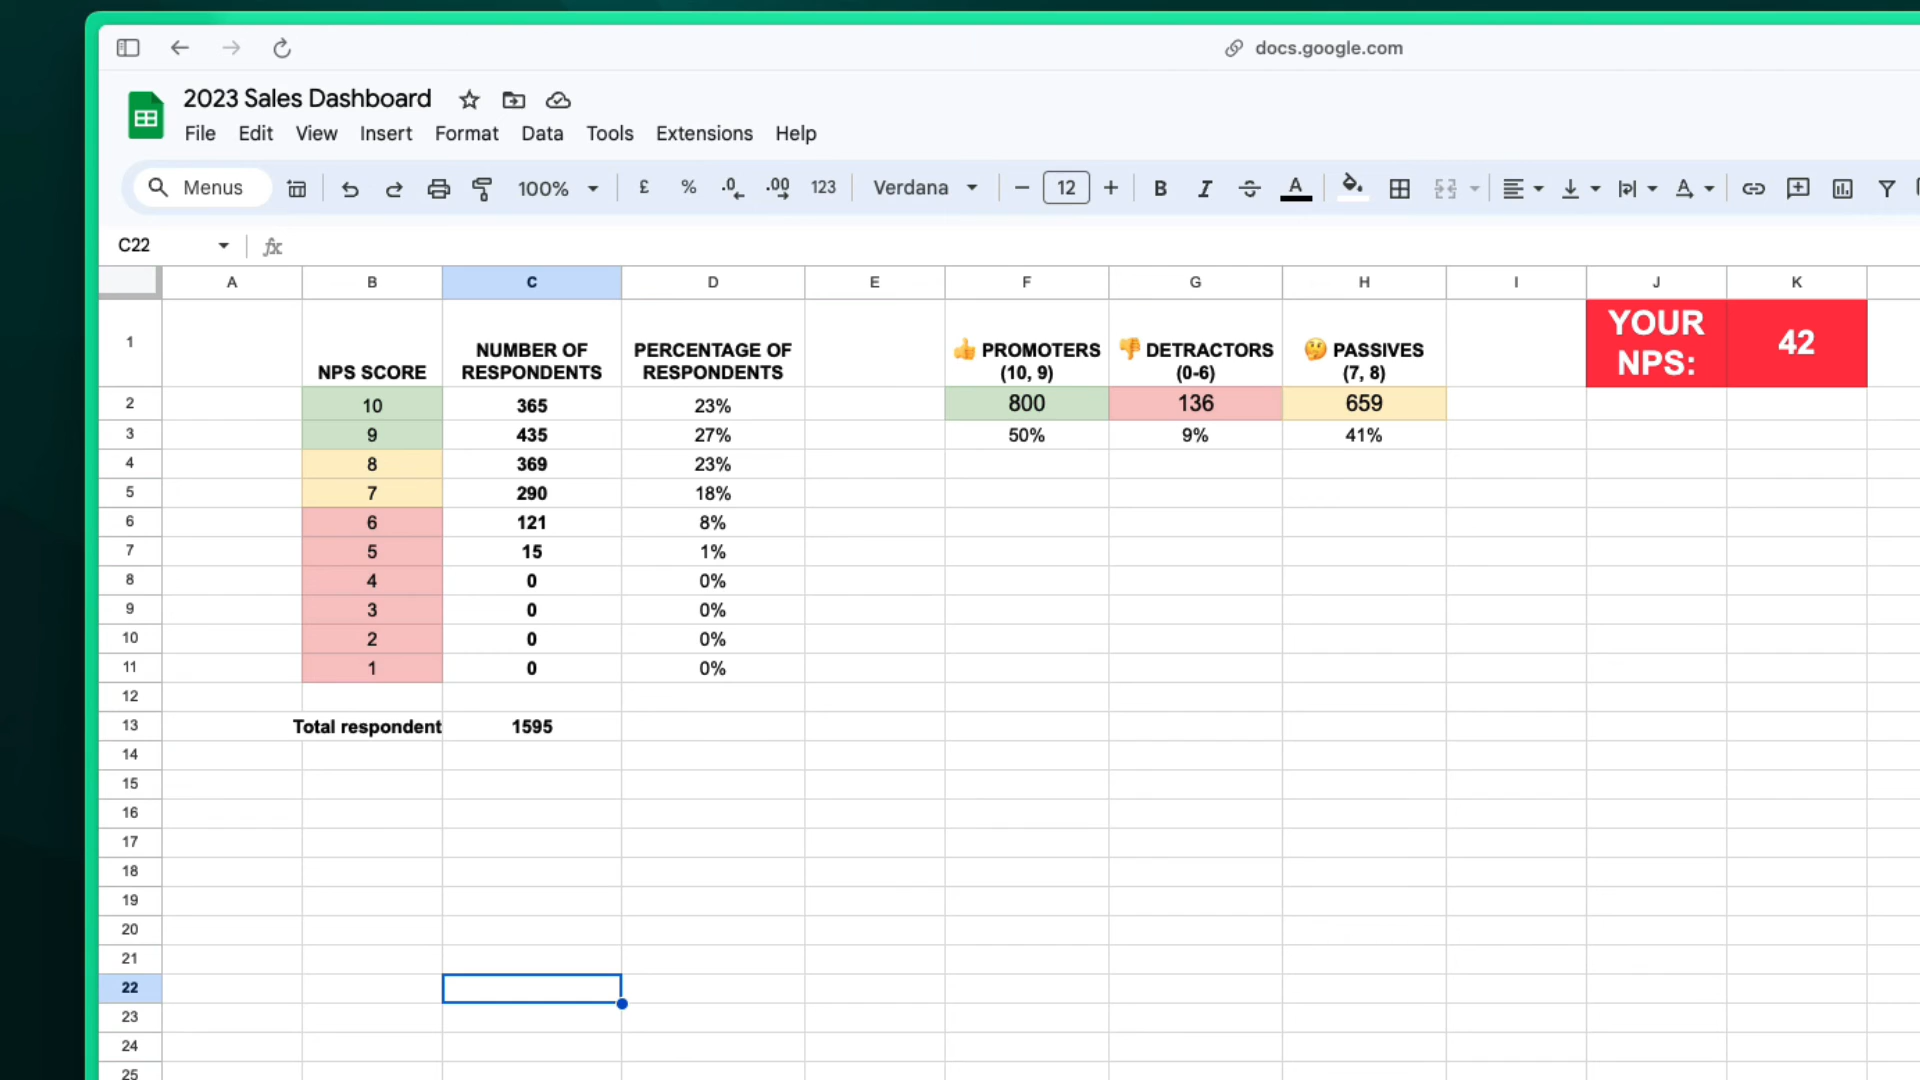 docs.google.com
2023 Sales Dashboard
File Edit View Insert Format Data Tools Extensions Help
Menus 100% £ % .0 .00 123 Verdana 12 B I S A A
C22 fx
A B C D E F G H I J K
1 NPS SCORE NUMBER OF RESPONDENTS PERCENTAGE OF RESPONDENTS 👍 PROMOTERS (10, 9) 👎 DETRACTORS (0-6) 🤔 PASSIVES (7, 8) YOUR NPS: 42
2 10 365 23% 800 136 659
3 9 435 27% 50% 9% 41%
4 8 369 23%
5 7 290 18%
6 6 121 8%
7 5 15 1%
8 4 0 0%
9 3 0 0%
10 2 0 0%
11 1 0 0%
12
13 Total respondent 1595
14
15
16
17
18
19
20
21
22
23
24
25